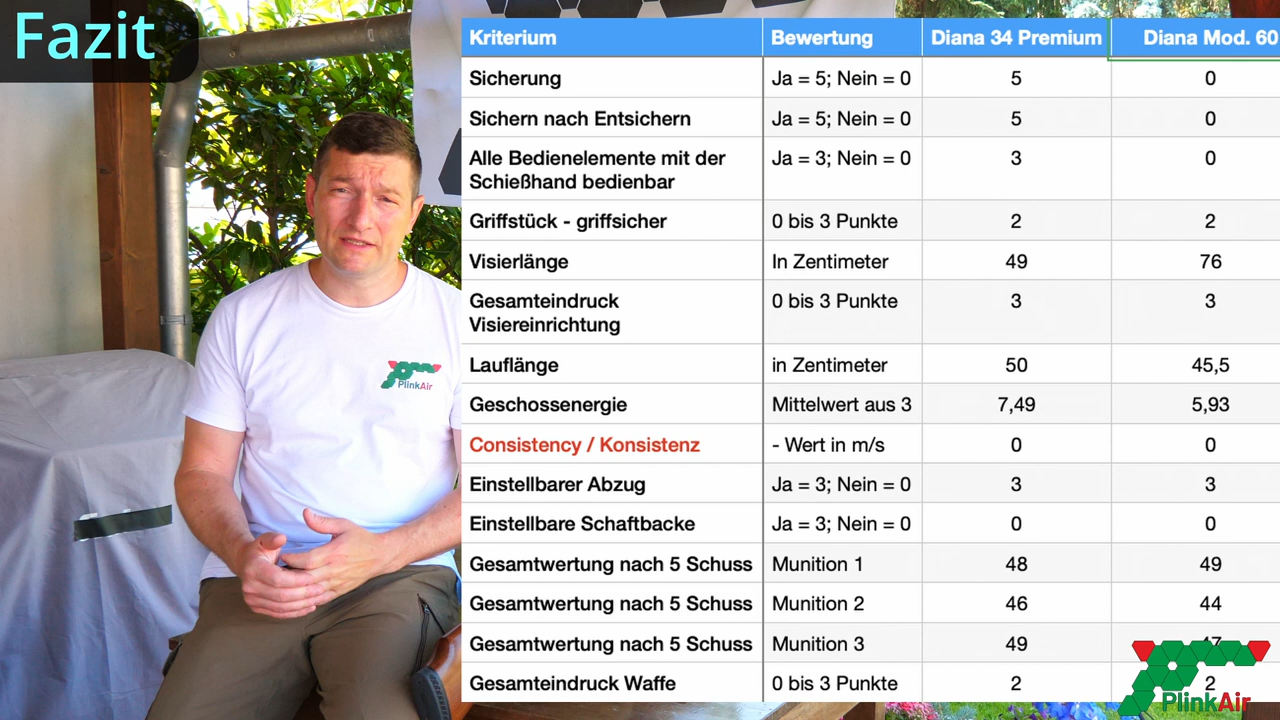 Fazit
Kriterium Bewertung Diana 34 Premium Diana Mod. 60
Sicherung Ja = 5; Nein = 0 5 0
Sichern nach Entsichern Ja = 5; Nein = 0 5 0
Alle Bedienelemente mit der Ja = 3; Nein = 0 3 0
Schießhand bedienbar
Griffstück - griffsicher 0 bis 3 Punkte 2 2
Visierlänge In Zentimeter 49 76
Gesamteindruck 0 bis 3 Punkte 3 3
Visiereinrichtung
Lauflänge in Zentimeter 50 45,5
Geschossenergie Mittelwert aus 3 7,49 5,93
Consistency / Konsistenz - Wert in m/s 0 0
Einstellbarer Abzug Ja = 3; Nein = 0 3 3
Einstellbare Schaftbacke Ja = 3; Nein = 0 0 0
Gesamtwertung nach 5 Schuss Munition 1 48 49
Gesamtwertung nach 5 Schuss Munition 2 46 44
Gesamtwertung nach 5 Schuss Munition 3 49 47
Gesamteindruck Waffe 0 bis 3 Punkte 2 2
PlinkAir
PlinkAir